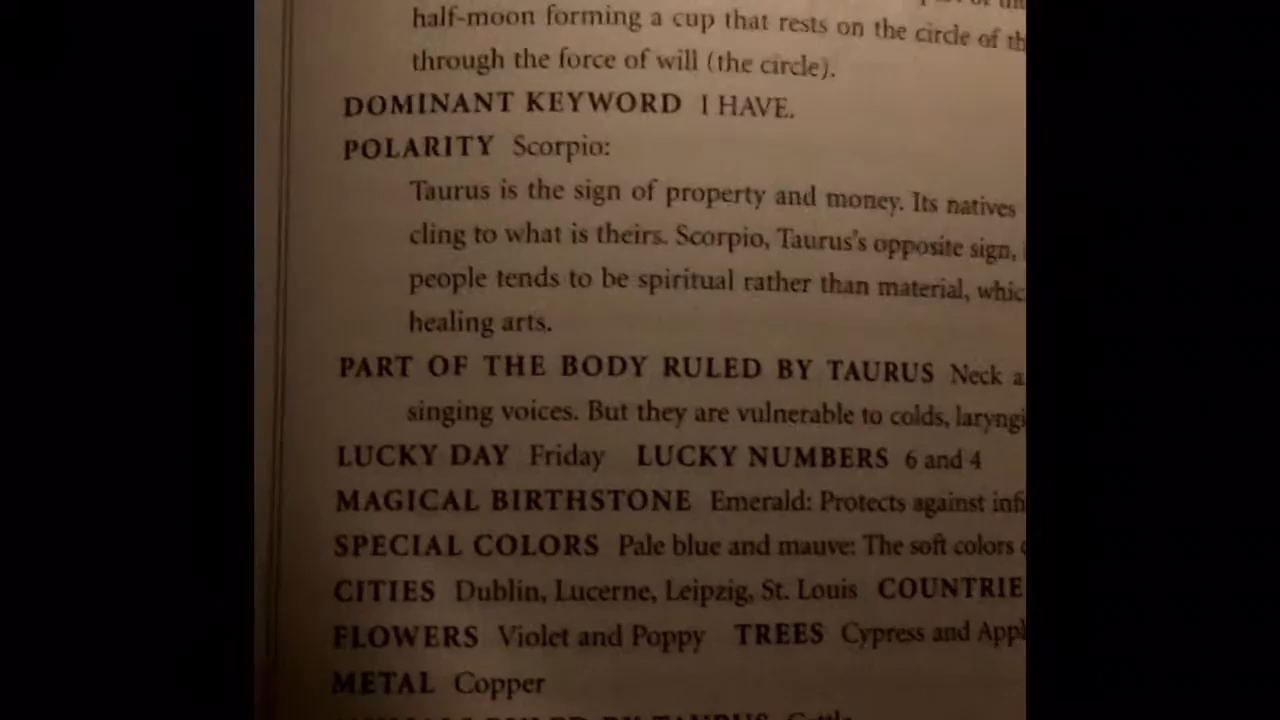 half-moon forming a cup that rests on the circle of
through the force of will (the circle).
DOMINANT KEYWORD I HAVE.
POLARITY Scorpio:
Taurus is the sign of property and money. Its natives
cling to what is theirs. Scorpio, Taurus's opposite sign,
people tends to be spiritual rather than material,
healing arts.
PART OF THE BODY RULED BY TAURUS Neck
singing voices. But they are vulnerable to colds,
LUCKY DAY Friday LUCKY NUMBERS 6 and 4
MAGICAL BIRTHSTONE Emerald: Protects against
SPECIAL COLORS Pale blue and mauve: The soft colors
CITIES Dublin, Lucerne, Leipzig, St. Louis
FLOWERS Violet and Poppy TREES Cypress and
METAL Copper